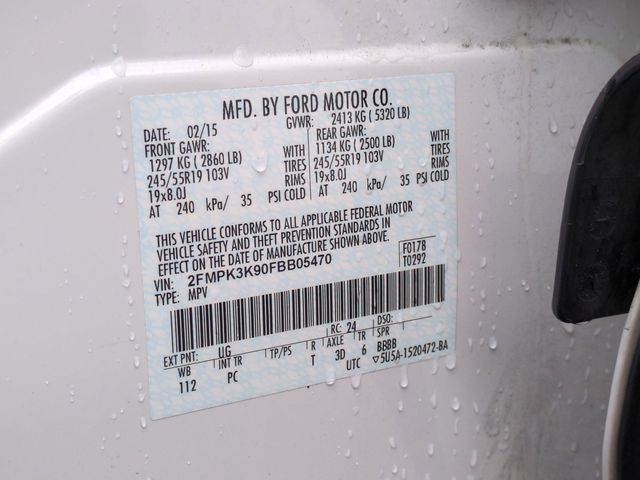 MFD. BY FORD MOTOR CO.
DATE: 02/15 GVWR: 2413 KG ( 5320 LB)
FRONT GAWR: REAR GAWR:
1297 KG ( 2860 LB) WITH 1134 KG ( 2500 LB) WITH
245/55R19 103V TIRES 245/55R19 103V TIRES
19x8.0J RIMS 19x8.0J RIMS
AT 240 kPa/ 35 PSI COLD AT 240 kPa/ 35 PSI COLD
THIS VEHICLE CONFORMS TO ALL APPLICABLE FEDERAL MOTOR
VEHICLE SAFETY AND THEFT PREVENTION STANDARDS IN
EFFECT ON THE DATE OF MANUFACTURE SHOWN ABOVE.
VIN: 2FMPK3K90FBB05470 F0178
TYPE: MPV T0292
EXT PNT: UG RC: 24 DSO:
WB INT TR TP/PS R AXLE TR SPR
112 PC T 3D 6 BBBB
UTC ▽5U5A-1520472-BA